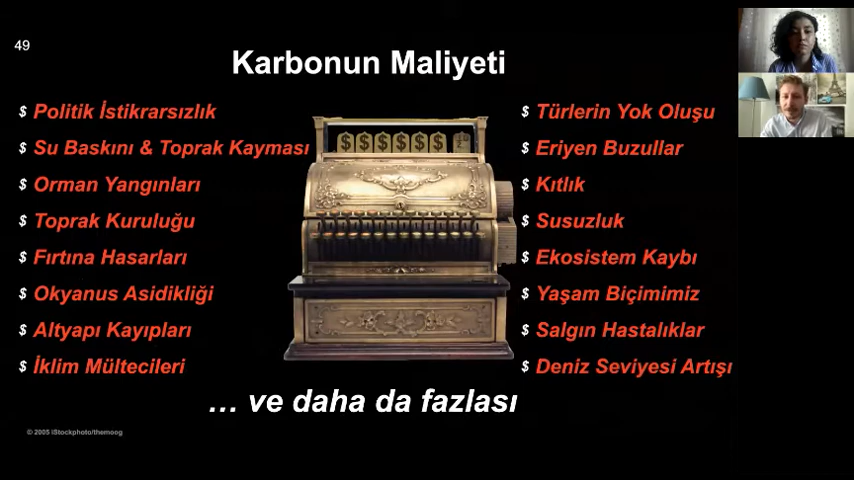 49
Karbonun Maliyeti
$ Politik İstikrarsızlık
$ Su Baskını & Toprak Kayması
$ Orman Yangınları
$ Toprak Kuruluğu
$ Fırtına Hasarları
$ Okyanus Asidikliği
$ Altyapı Kayıpları
$ İklim Mültecileri
$ $ $ $ $ $
$ Türlerin Yok Oluşu
$ Eriyen Buzullar
$ Kıtlık
$ Susuzluk
$ Ekosistem Kaybı
$ Yaşam Biçimimiz
$ Salgın Hastalıklar
$ Deniz Seviyesi Artışı
… ve daha da fazlası
© 2005 iStockphoto/themoog